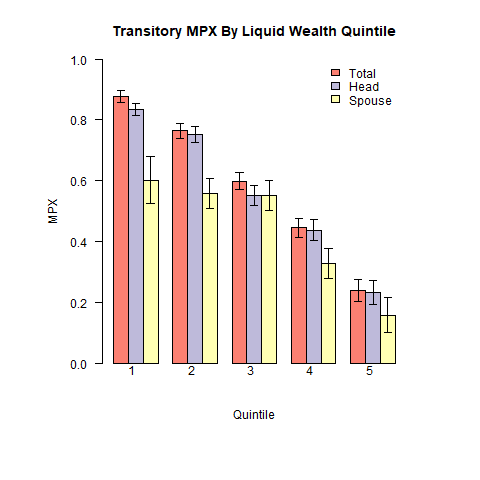 Transitory MPX By Liquid Wealth Quintile
Total
Head
Spouse
MPX
1.0
0.8
0.6
0.4
0.2
0.0
1 2 3 4 5
Quintile